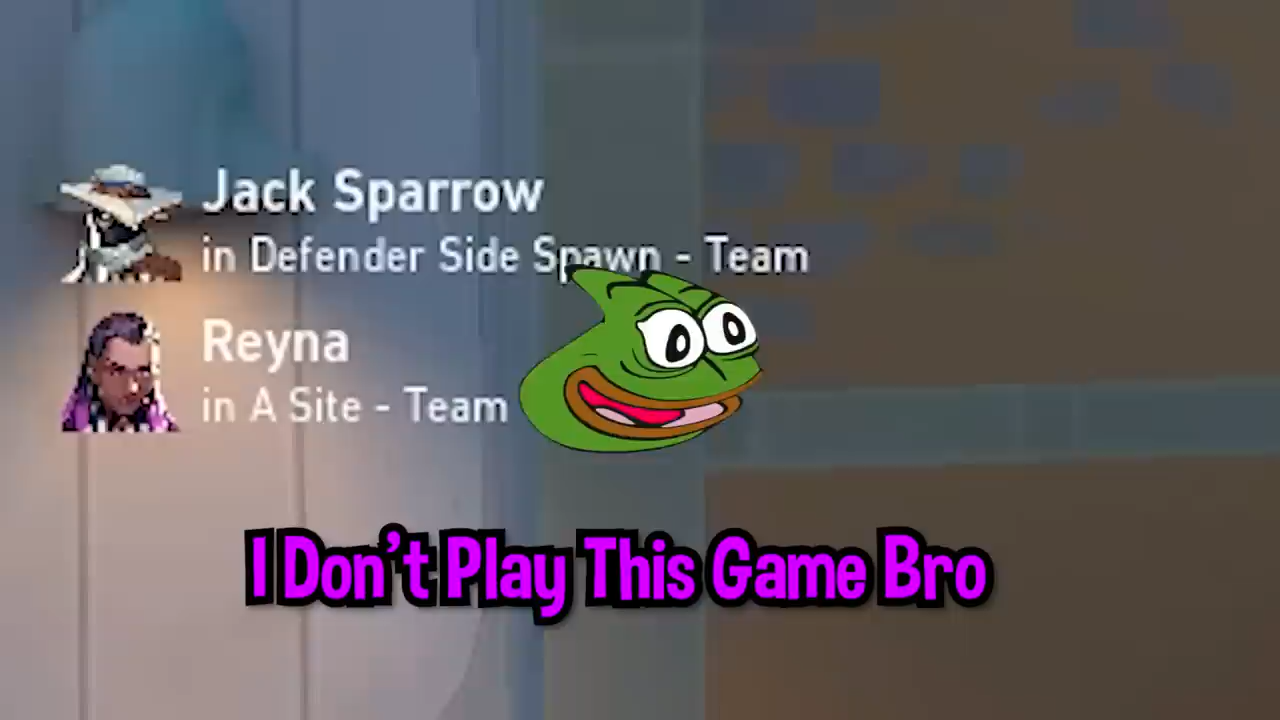 Jack Sparrow
in Defender Side Spawn - Team
Reyna
in A Site - Team
I Don't Play This Game Bro